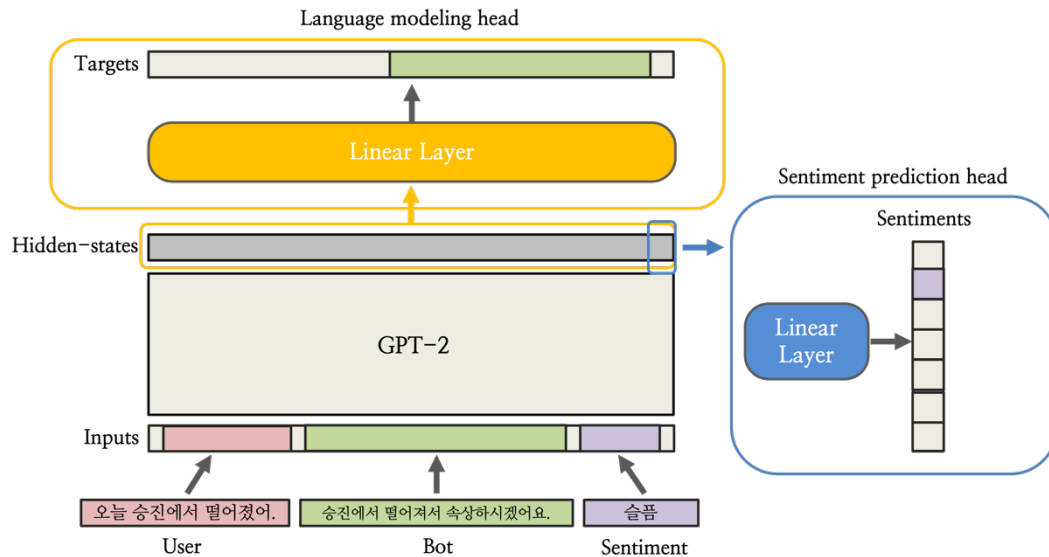 Language modeling head
Targets
Linear Layer
Sentiment prediction head
Hidden-states
Sentiments
GPT-2
Linear
Layer
Inputs
오늘 승진에서 떨어졌어.
승진에서 떨어져서 속상하시겠어요.
슬픔
User
Bot
Sentiment